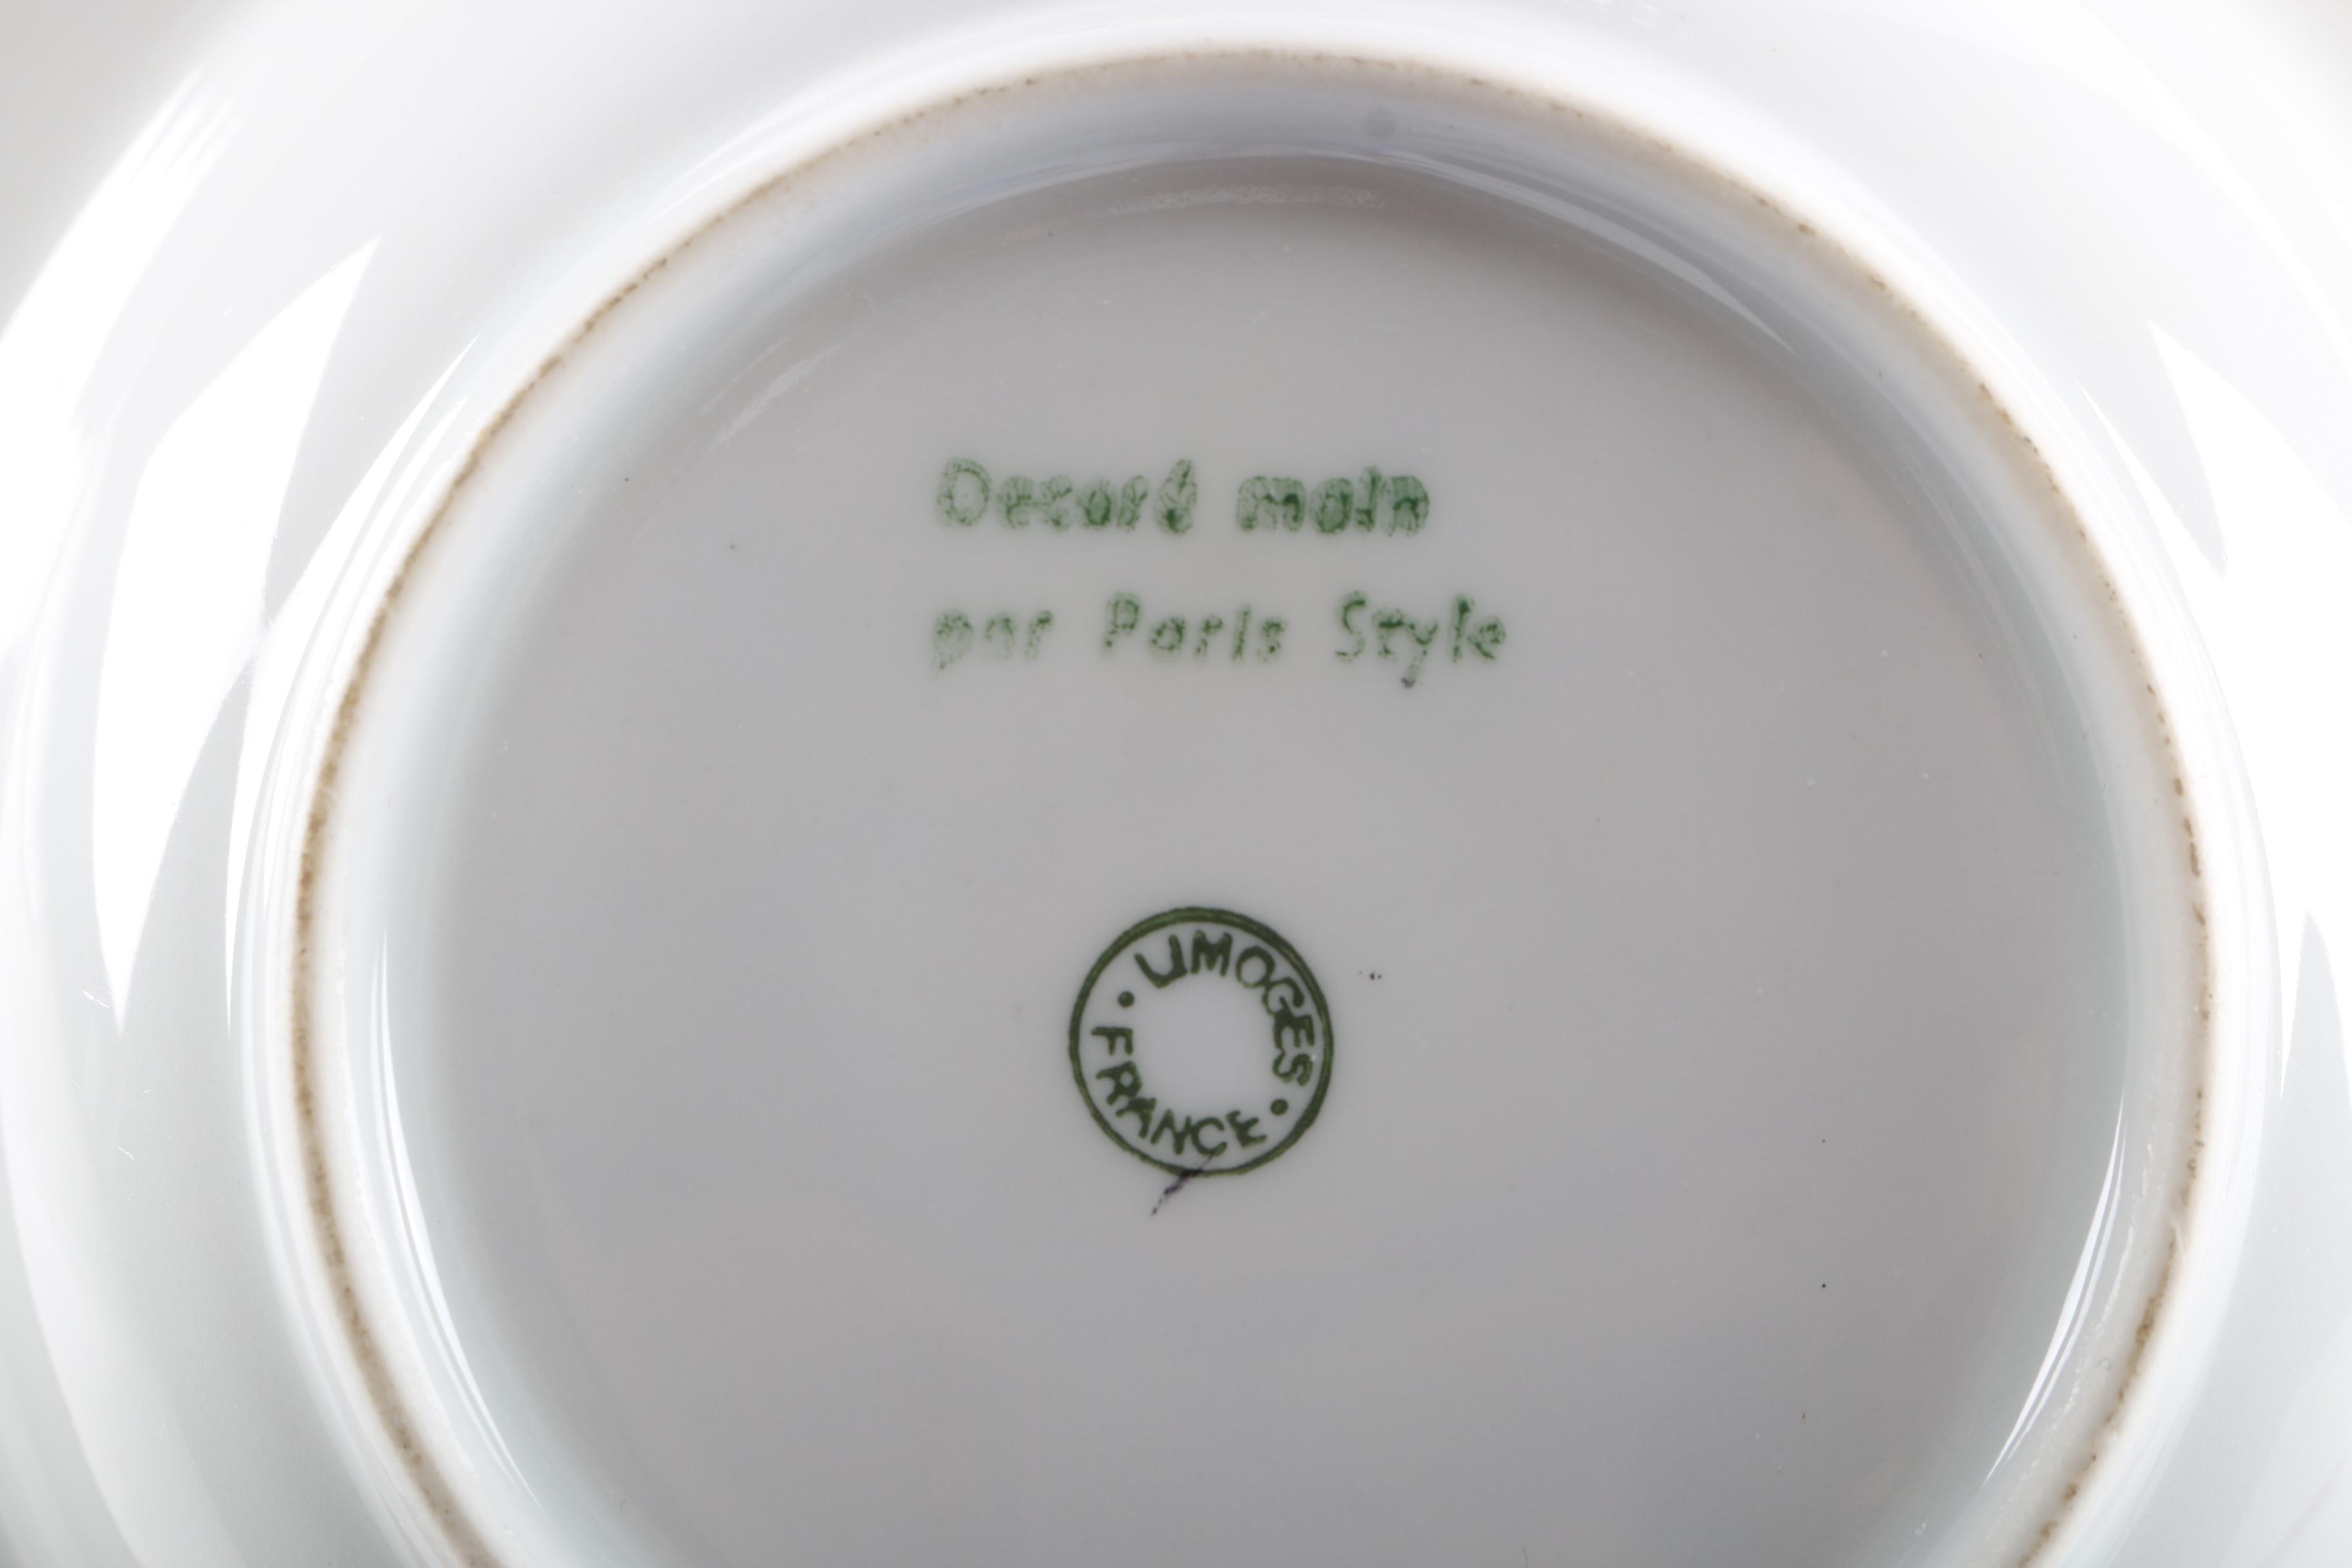 Decoré main
par Paris Style
LIMOGES
FRANCE